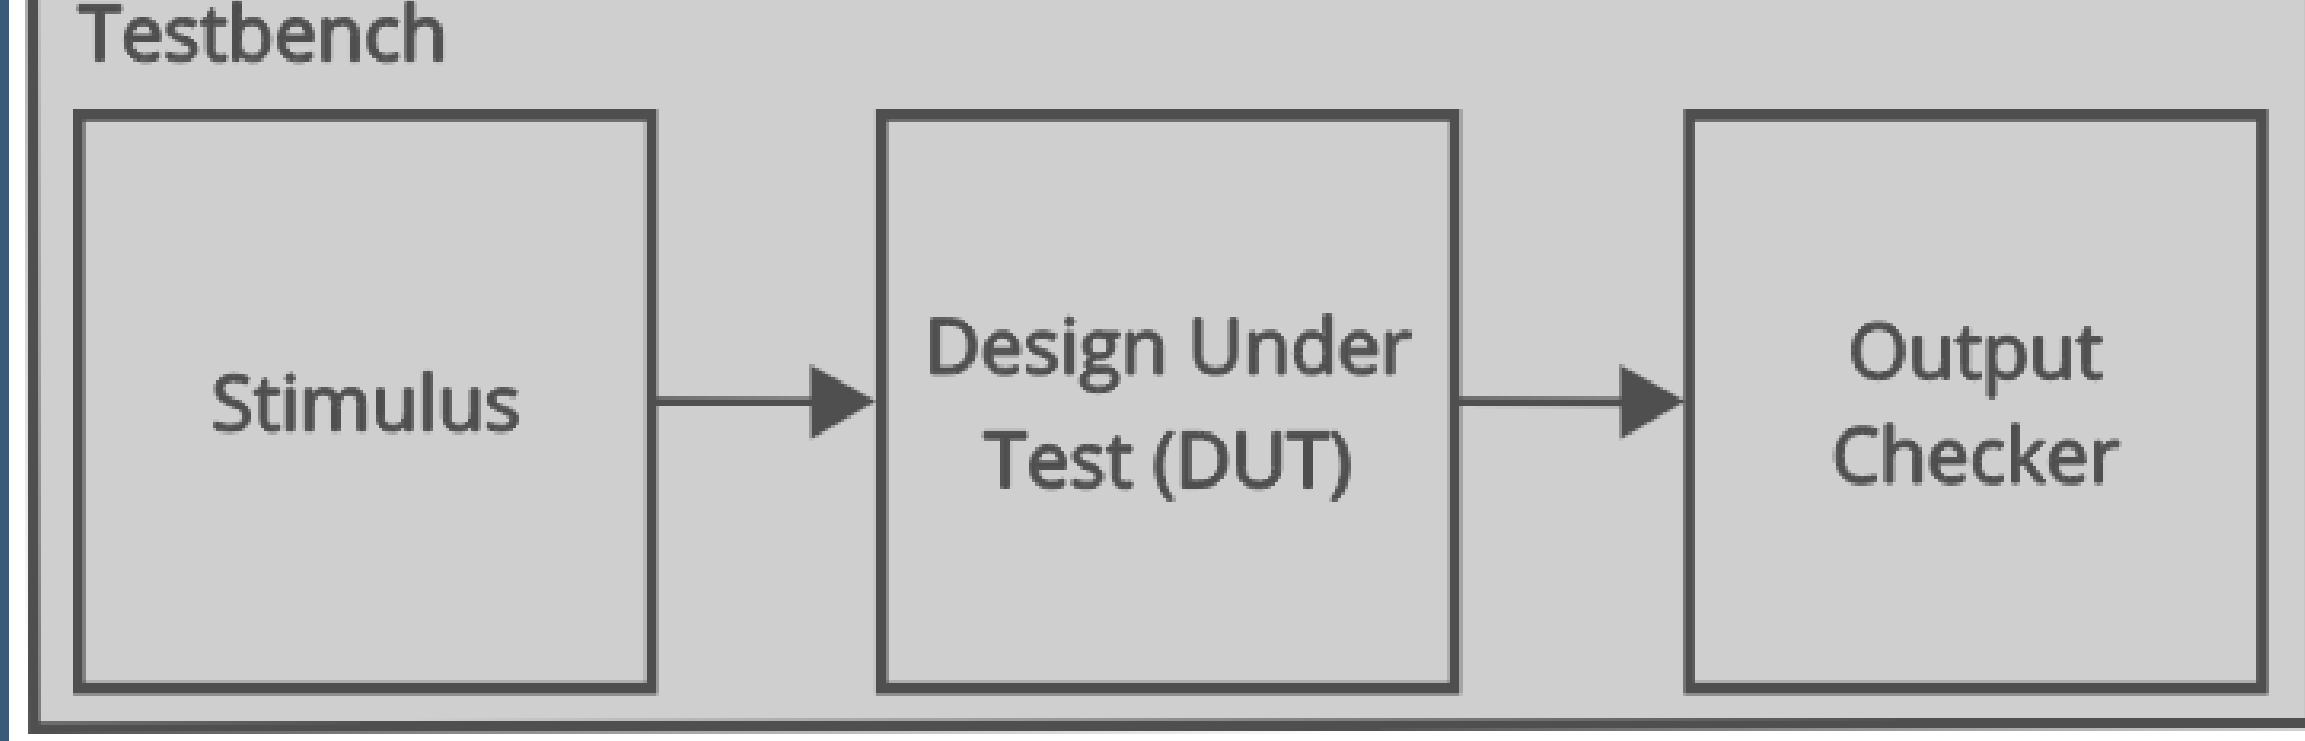 Testbench
Stimulus
Design Under
Test (DUT)
Output
Checker